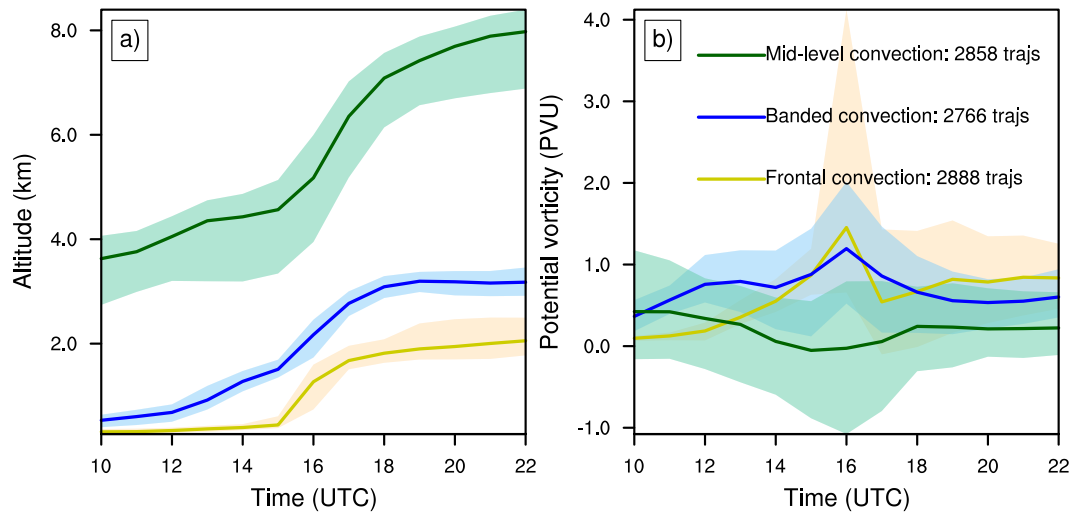 a)
8.0
6.0
4.0
2.0
Altitude (km)
10 12 14 16 18 20 22
Time (UTC)
b)
Mid-level convection: 2858 trajs
Banded convection: 2766 trajs
Frontal convection: 2888 trajs
4.0
3.0
2.0
1.0
0.0
-1.0
Potential vorticity (PVU)
10 12 14 16 18 20 22
Time (UTC)